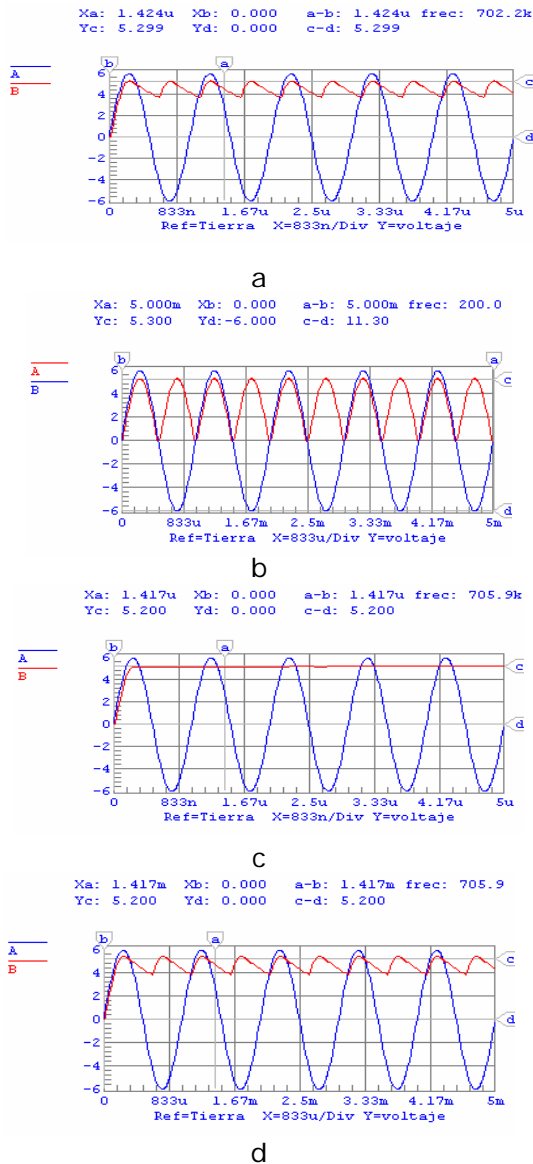 Xa: 1.424u Xb: 0.000 a-b: 1.424u frec: 702.2k
Yc: 5.299 Yd: 0.000 c-d: 5.299
A
B
b
a
c
d
6
4
2
0
-2
-4
-6
0 833n 1.67u 2.5u 3.33u 4.17u 5u
Ref=Tierra X=833n/Div Y=voltaje
a
Xa: 5.000m Xb: 0.000 a-b: 5.000m frec: 200.0
Yc: 5.300 Yd:-6.000 c-d: 11.30
A
B
b
a
c
d
6
4
2
0
-2
-4
-6
0 833u 1.67m 2.5m 3.33m 4.17m 5m
Ref=Tierra X=833u/Div Y=voltaje
b
Xa: 1.417u Xb: 0.000 a-b: 1.417u frec: 705.9k
Yc: 5.200 Yd: 0.000 c-d: 5.200
A
B
b
a
c
d
6
4
2
0
-2
-4
-6
0 833n 1.67u 2.5u 3.33u 4.17u 5u
Ref=Tierra X=833n/Div Y=voltaje
c
Xa: 1.417m Xb: 0.000 a-b: 1.417m frec: 705.9
Yc: 5.200 Yd: 0.000 c-d: 5.200
A
B
b
a
c
d
6
4
2
0
-2
-4
-6
0 833u 1.67m 2.5m 3.33m 4.17m 5m
Ref=Tierra X=833u/Div Y=voltaje
d